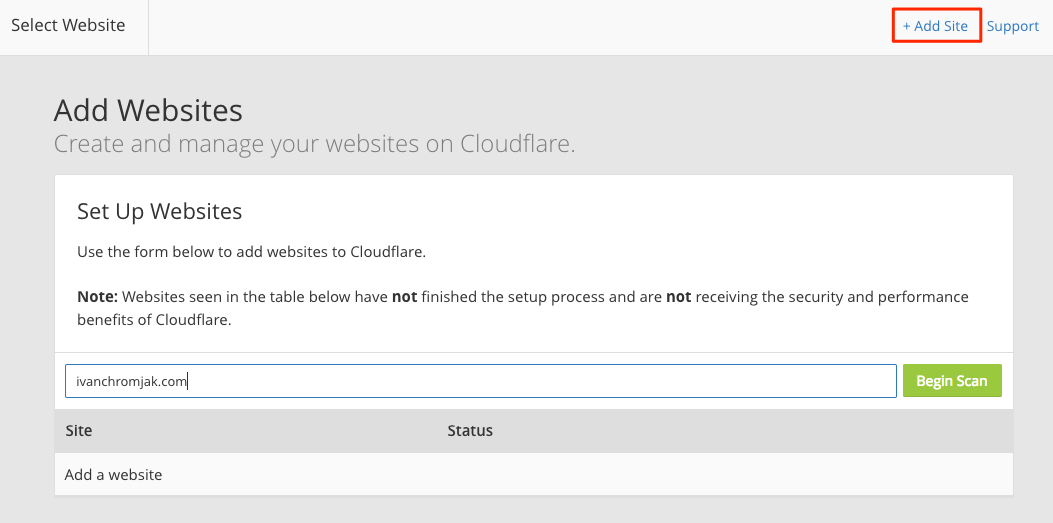 Select Website
+ Add Site Support
Add Websites
Create and manage your websites on Cloudflare.
Set Up Websites
Use the form below to add websites to Cloudflare.
Note: Websites seen in the table below have not finished the setup process and are not receiving the security and performance
benefits of Cloudflare.
ivanchromjak.com
Begin Scan
Site Status
Add a website